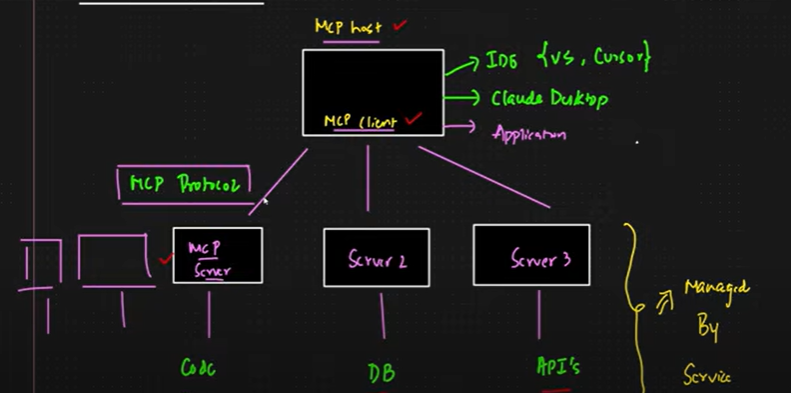 MCP host
IDE {VS, Cursor}
Claude Desktop
MCP Client
Application
MCP Protocol
MCP
Server
Server 2
Server 3
Managed
By
Service
Code
DB
API's